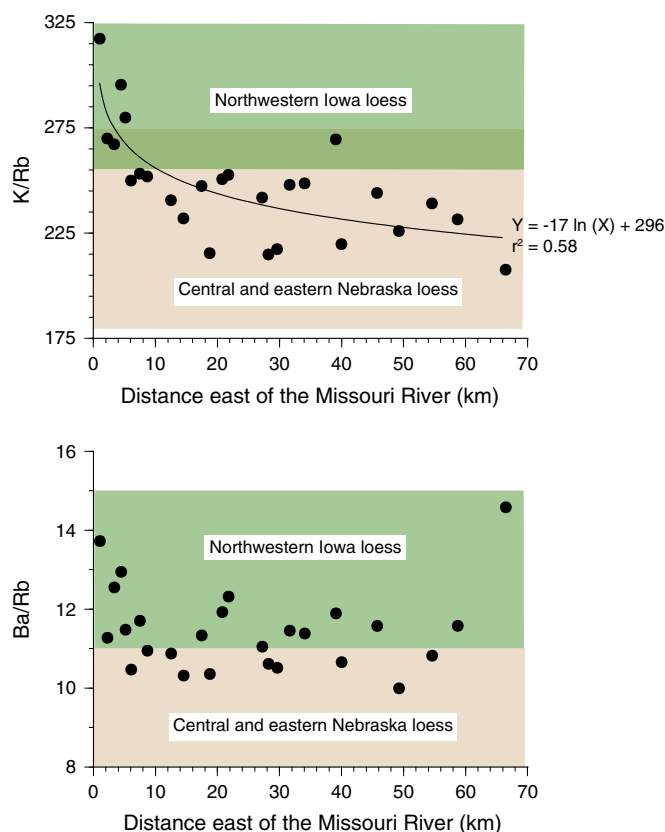 325
275
225
175
K/Rb
Northwestern Iowa loess
Central and eastern Nebraska loess
Y = -17 ln (X) + 296
r² = 0.58
0 10 20 30 40 50 60 70
Distance east of the Missouri River (km)
16
14
12
10
8
Ba/Rb
Northwestern Iowa loess
Central and eastern Nebraska loess
0 10 20 30 40 50 60 70
Distance east of the Missouri River (km)